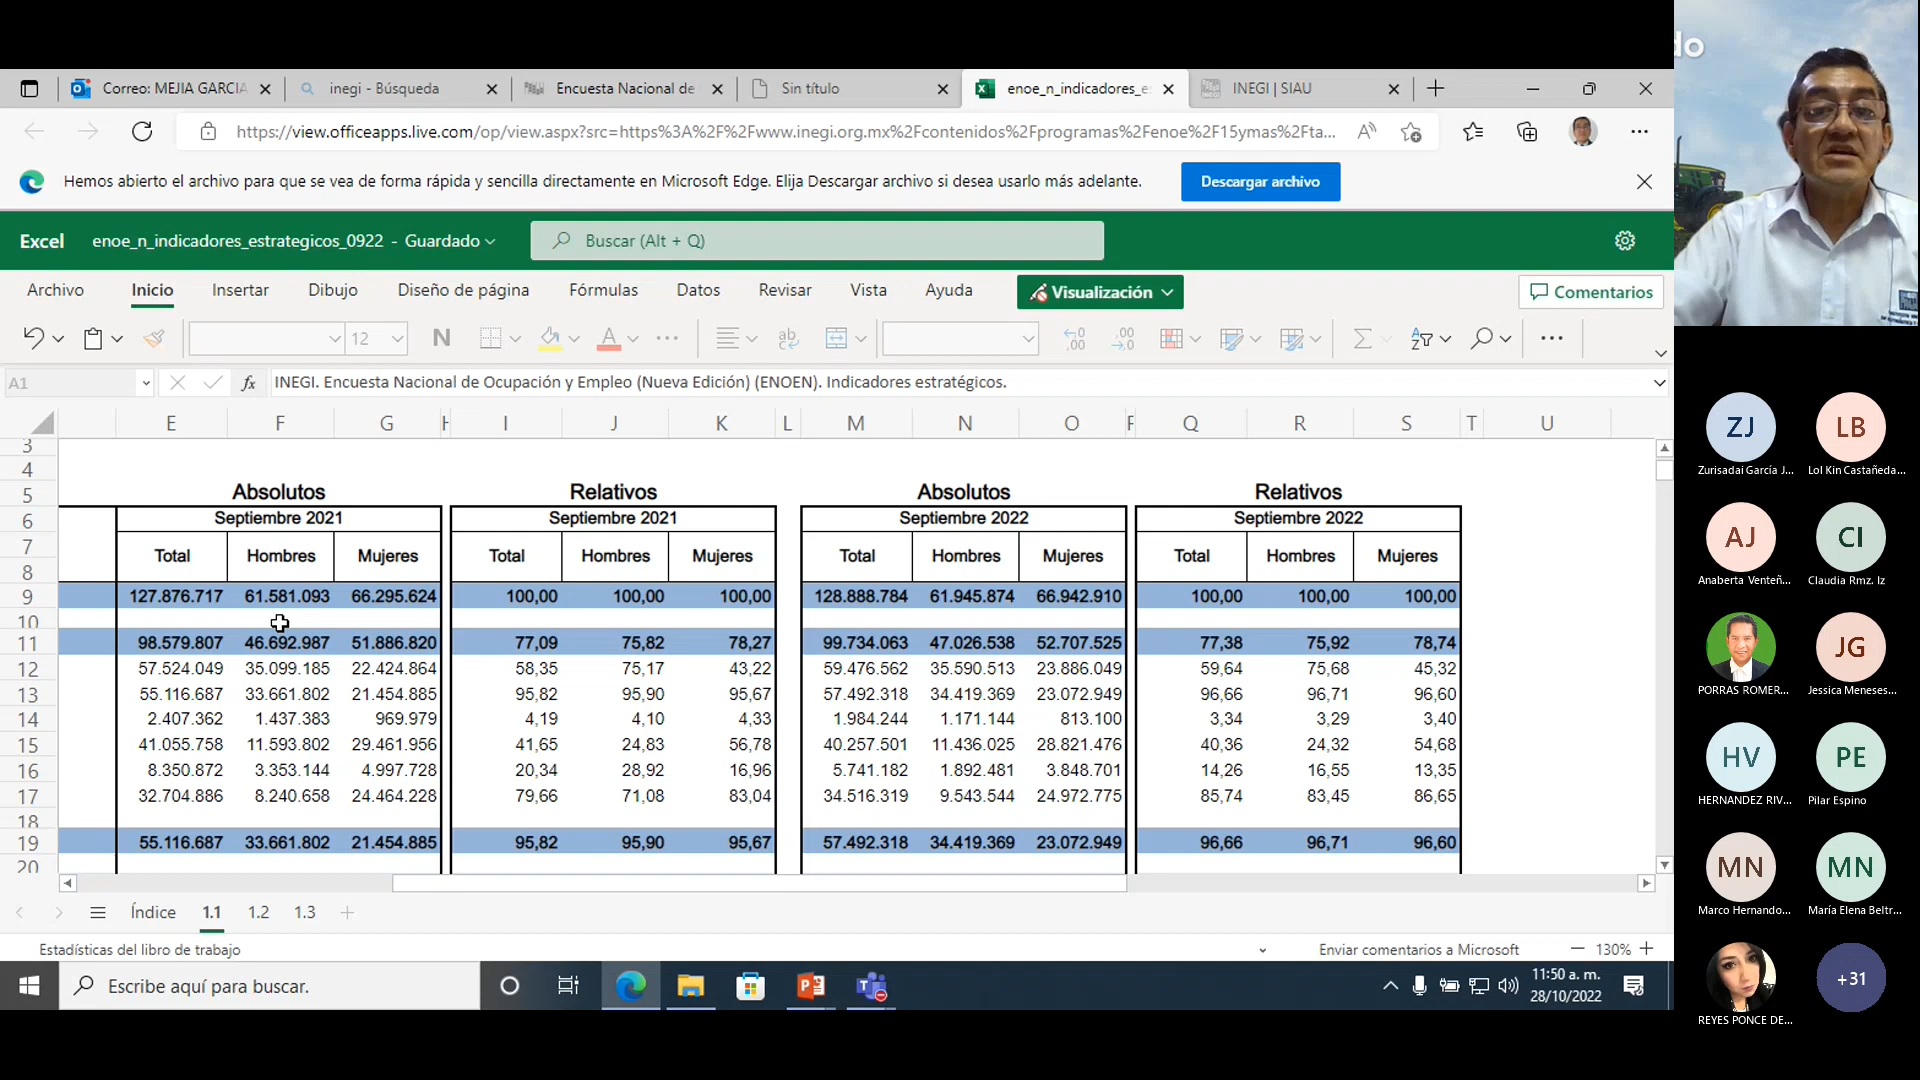 do
Correo: MEJIA GARCIA
inegi - Búsqueda
Encuesta Nacional de
Sin título
enoe_n_indicadores_e
INEGI | SIAU
https://view.officeapps.live.com/op/view.aspx?src=https%3A%2F%2Fwww.inegi.org.mx%2Fcontenidos%2Fprogramas%2Fenoe%2F15ymas%2Fta...
Hemos abierto el archivo para que se vea de forma rápida y sencilla directamente en Microsoft Edge. Elija Descargar archivo si desea usarlo más adelante.
Descargar archivo
Excel enoe_n_indicadores_estrategicos_0922 - Guardado
Buscar (Alt + Q)
Archivo Inicio Insertar Dibujo Diseño de página Fórmulas Datos Revisar Vista Ayuda Visualización Comentarios
12 N
A1 fx INEGI. Encuesta Nacional de Ocupación y Empleo (Nueva Edición) (ENOEN). Indicadores estratégicos.
E F G H I J K L M N O P Q R S T U
3
4
5 Absolutos Relativos Absolutos Relativos
6 Septiembre 2021 Septiembre 2021 Septiembre 2022 Septiembre 2022
7 Total Hombres Mujeres Total Hombres Mujeres Total Hombres Mujeres Total Hombres Mujeres
8
9 127.876.717 61.581.093 66.295.624 100,00 100,00 100,00 128.888.784 61.945.874 66.942.910 100,00 100,00 100,00
10
11 98.579.807 46.692.987 51.886.820 77,09 75,82 78,27 99.734.063 47.026.538 52.707.525 77,38 75,92 78,74
12 57.524.049 35.099.185 22.424.864 58,35 75,17 43,22 59.476.562 35.590.513 23.886.049 59,64 75,68 45,32
13 55.116.687 33.661.802 21.454.885 95,82 95,90 95,67 57.492.318 34.419.369 23.072.949 96,66 96,71 96,60
14 2.407.362 1.437.383 969.979 4,19 4,10 4,33 1.984.244 1.171.144 813.100 3,34 3,29 3,40
15 41.055.758 11.593.802 29.461.956 41,65 24,83 56,78 40.257.501 11.436.025 28.821.476 40,36 24,32 54,68
16 8.350.872 3.353.144 4.997.728 20,34 28,92 16,96 5.741.182 1.892.481 3.848.701 14,26 16,55 13,35
17 32.704.886 8.240.658 24.464.228 79,66 71,08 83,04 34.516.319 9.543.544 24.972.775 85,74 83,45 86,65
18
19 55.116.687 33.661.802 21.454.885 95,82 95,90 95,67 57.492.318 34.419.369 23.072.949 96,66 96,71 96,60
20
Índice 1.1 1.2 1.3
Estadísticas del libro de trabajo
Enviar comentarios a Microsoft
130%
Escribe aquí para buscar.
11:50 a. m.
28/10/2022
ZJ LB
Zurisadai García J... Lol Kin Castañeda...
AJ CI
Anaberta Venteñ... Claudia Rmz. Iz
JG
PORRAS ROMER... Jessica Meneses...
HV PE
HERNANDEZ RIV... Pilar Espino
MN MN
Marco Hernando... María Elena Beltr...
+31
REYES PONCE DE...